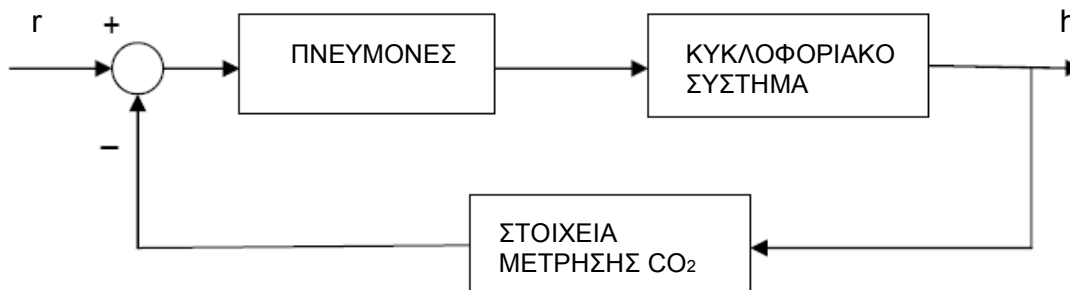 r
+
ΠΝΕΥΜΟΝΕΣ
ΚΥΚΛΟΦΟΡΙΑΚΟ
ΣΥΣΤΗΜΑ
h
−
ΣΤΟΙΧΕΙΑ
ΜΕΤΡΗΣΗΣ CO₂